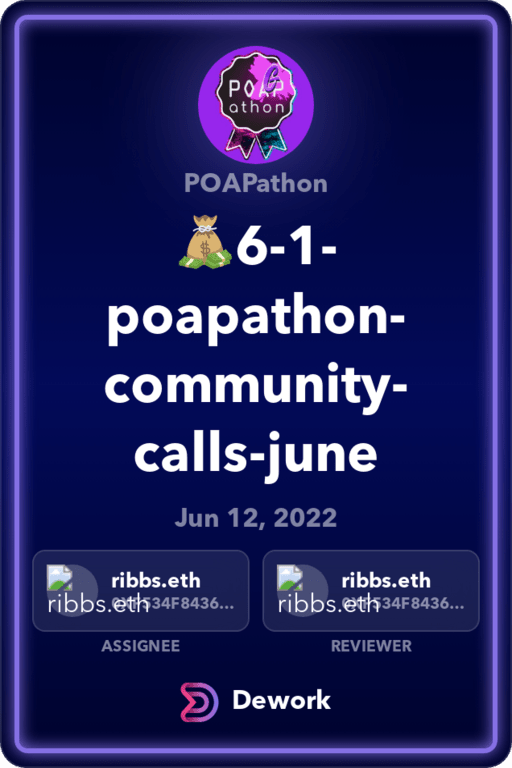 POAP
athon
POAPathon
💰6-1-
poapathon-
community-
calls-june
Jun 12, 2022
ribbs.eth
ribbs.eth
ribbs.eth
ribbs.eth
ASSIGNEE
REVIEWER
Dework